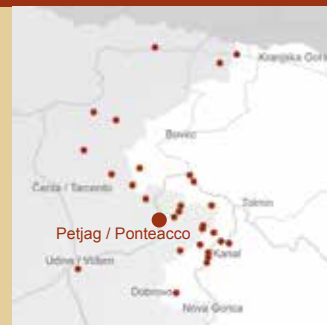 Kranjska Gora
Bovec
Čenta / Tarcento
Tolmin
Petjag / Ponteacco
Kanal
Udine / Videm
Dobrovo
Nova Gorica